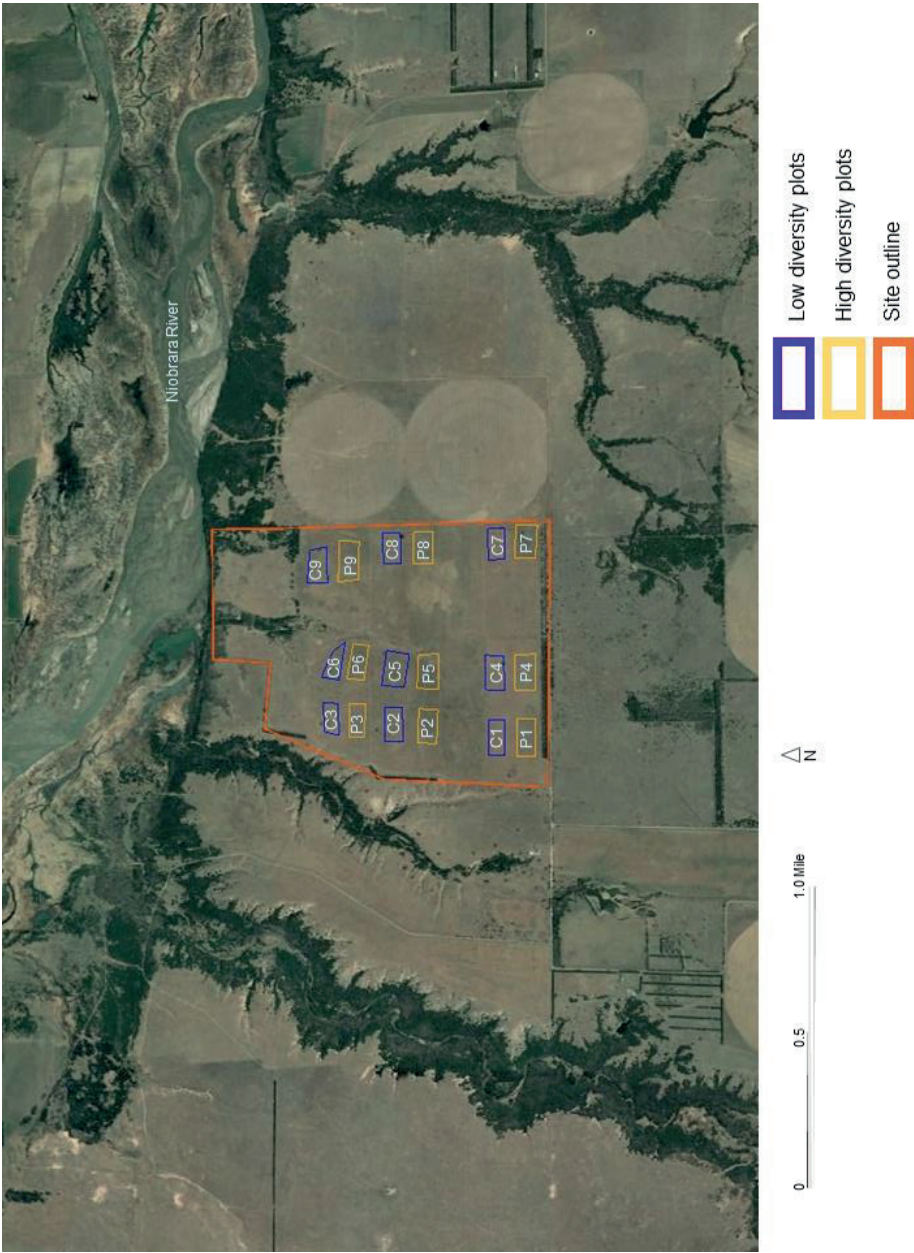 Niobrara River
C3
C6
C9
P3
P6
P9
C2
C5
C8
P2
P5
P8
C1
C4
C7
P1
P4
P7
0 0.5 1.0 Mile
N
Low diversity plots
High diversity plots
Site outline